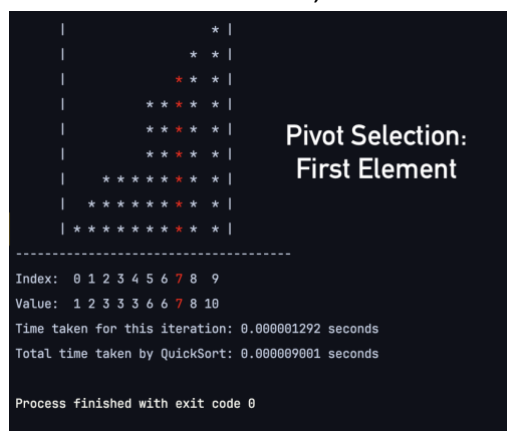 |                    * |
|                 *  * |
|               * *  * |
|           * * * *  * |
|           * * * *  * |
|           * * * *  * |
|     * * * * * * *  * |
|   * * * * * * * *  * |
| * * * * * * * * *  * |
Pivot Selection:
First Element
--------------------------------------
Index:  0 1 2 3 4 5 6 7 8  9
Value:  1 2 3 3 3 6 6 7 8 10
Time taken for this iteration: 0.000001292 seconds
Total time taken by QuickSort: 0.000009001 seconds
Process finished with exit code 0